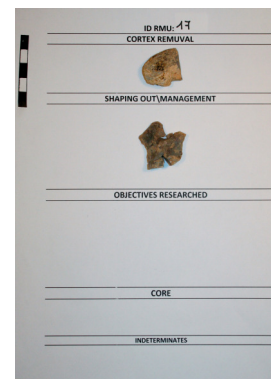 ID RMU: 17
CORTEX REMUVAL
SHAPING OUT\MANAGEMENT
OBJECTIVES RESEARCHED
CORE
INDETERMINATES